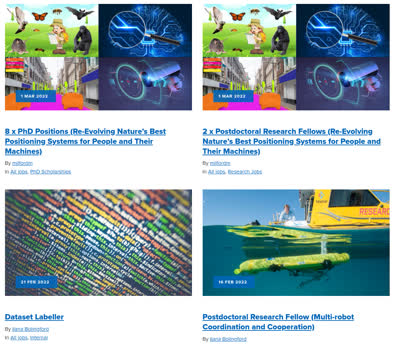 1 MAR 2022
8 x PhD Positions (Re-Evolving Nature's Best
Positioning Systems for People and Their
Machines)
By milfordm
In All jobs, PhD Scholarships
1 MAR 2022
2 x Postdoctoral Research Fellows (Re-Evolving
Nature's Best Positioning Systems for People and
Their Machines)
By milfordm
In All jobs, Research Jobs
21 FEB 2022
Dataset Labeller
By Ilana Bolingford
In All jobs, Internal
RESEARCH
16 FEB 2022
Postdoctoral Research Fellow (Multi-robot
Coordination and Cooperation)
By Ilana Bolingford